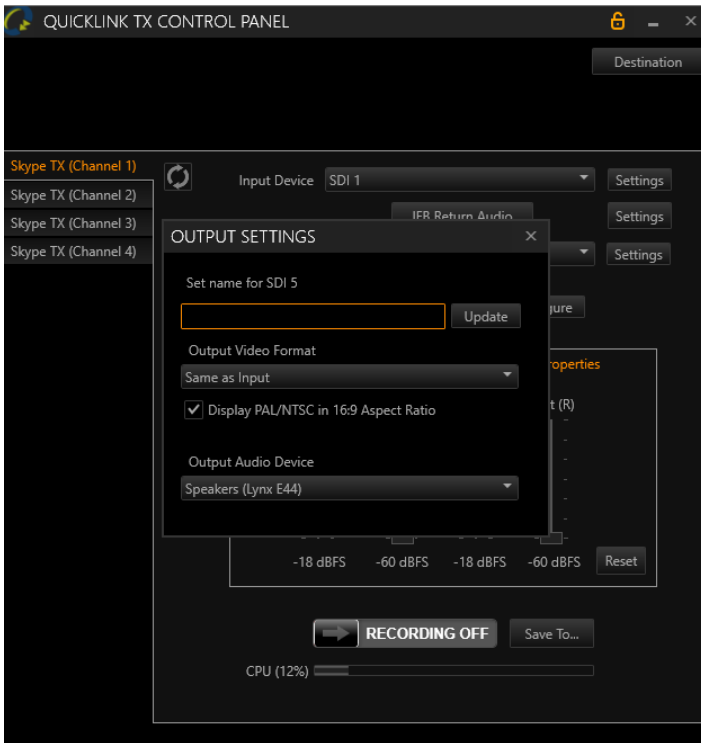 QUICKLINK TX CONTROL PANEL
Destination
Skype TX (Channel 1)
Skype TX (Channel 2)
Skype TX (Channel 3)
Skype TX (Channel 4)
Input Device SDI 1 Settings
IFB Return Audio Settings
Settings
OUTPUT SETTINGS
Set name for SDI 5
Update
Output Video Format
Same as Input
Display PAL/NTSC in 16:9 Aspect Ratio
Output Audio Device
Speakers (Lynx E44)
(R)
-18 dBFS -60 dBFS -18 dBFS -60 dBFS Reset
RECORDING OFF Save To...
CPU (12%)